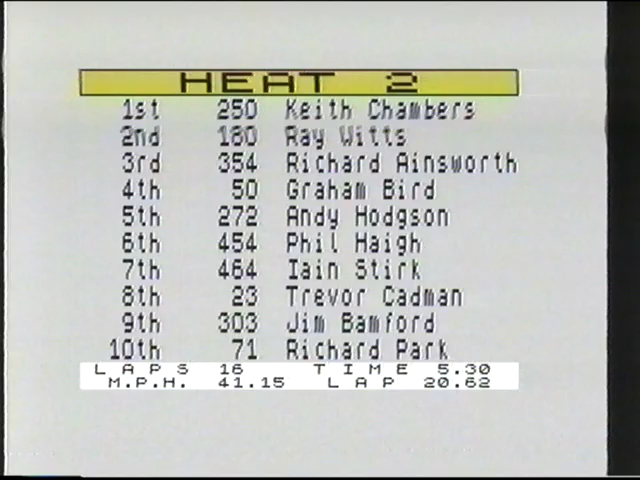 HEAT 2
1st 250 Keith Chambers
2nd 180 Ray Witts
3rd 354 Richard Ainsworth
4th 50 Graham Bird
5th 272 Andy Hodgson
6th 454 Phil Haigh
7th 464 Iain Stirk
8th 23 Trevor Cadman
9th 303 Jim Bamford
10th 71 Richard Park
LAPS 16 TIME 5.30
M.P.H. 41.15 LAP 20.62